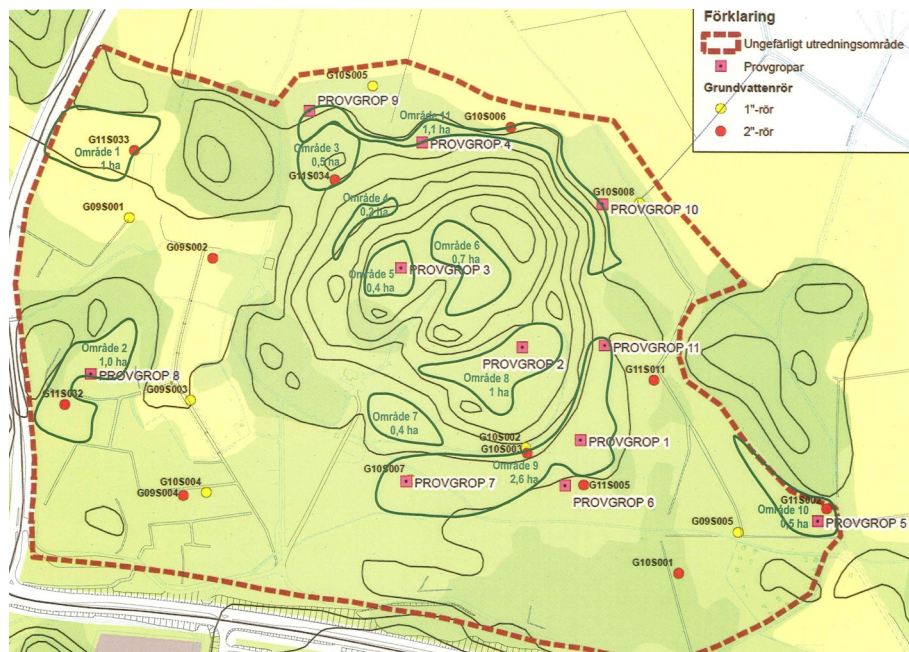 Förklaring
Ungefärligt utredningsområde
Provgropar
Grundvattenrör
1"-rör
2"-rör
G10S005
PROVGROP 9
Område 11
1,1 ha
G10S006
PROVGROP 4
G11S033
Område 1
1 ha
Område 3
0,5 ha
G11S034
G10S008
PROVGROP 10
Område 4
0,2 ha
G09S001
G09S002
Område 6
0,7 ha
PROVGROP 3
Område 5
0,4 ha
Område 2
1,0 ha
PROVGROP 8
PROVGROP 2
PROVGROP 11
Område 8
1 ha
G11S011
G11S032
G09S003
Område 7
0,4 ha
G10S002
G10S003
PROVGROP 1
Område 9
2,6 ha
G10S007
PROVGROP 7
G10S004
G09S004
G11S005
PROVGROP 6
G11S002
Område 10
0,5 ha
PROVGROP 5
G09S005
G10S001